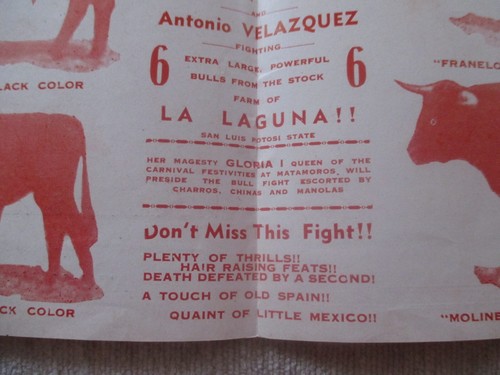 AND
Antonio VELAZQUEZ
FIGHTING
6 EXTRA LARGE, POWERFUL 6
BULLS FROM THE STOCK
FARM OF
LA LAGUNA!!
SAN LUIS POTOSI STATE
HER MAGESTY GLORIA I QUEEN OF THE
CARNIVAL FESTIVITIES AT MATAMOROS, WILL
PRESIDE THE BULL FIGHT ESCORTED BY
CHARROS, CHINAS AND MANOLAS
Don't Miss This Fight!!
PLENTY OF THRILLS!!
HAIR RAISING FEATS!!
DEATH DEFEATED BY A SECOND!
A TOUCH OF OLD SPAIN!!
QUAINT OF LITTLE MEXICO!!
LACK COLOR
CK COLOR
"FRANELO
"MOLINE